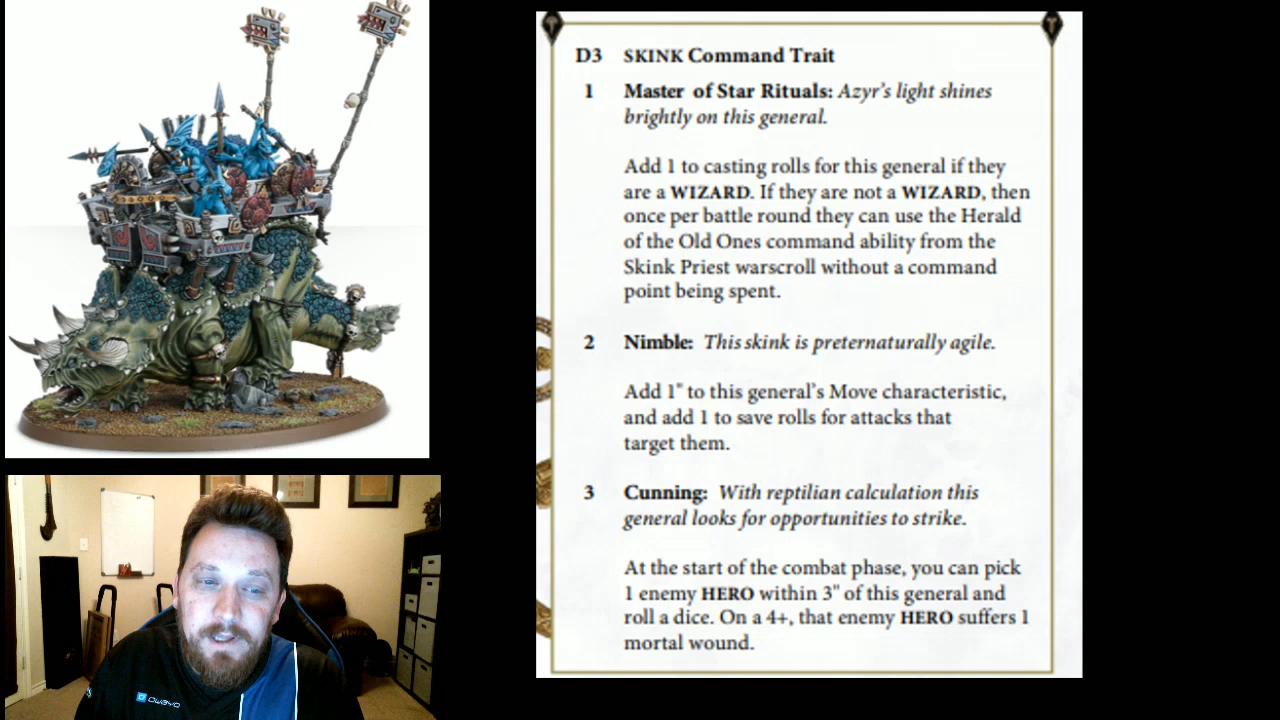 D3 SKINK Command Trait
1 Master of Star Rituals: Azyr's light shines
brightly on this general.
Add 1 to casting rolls for this general if they
are a WIZARD. If they are not a WIZARD, then
once per battle round they can use the Herald
of the Old Ones command ability from the
Skink Priest warscroll without a command
point being spent.
2 Nimble: This skink is preternaturally agile.
Add 1" to this general's Move characteristic,
and add 1 to save rolls for attacks that
target them.
3 Cunning: With reptilian calculation this
general looks for opportunities to strike.
At the start of the combat phase, you can pick
1 enemy HERO within 3" of this general and
roll a dice. On a 4+, that enemy HERO suffers 1
mortal wound.
owayo